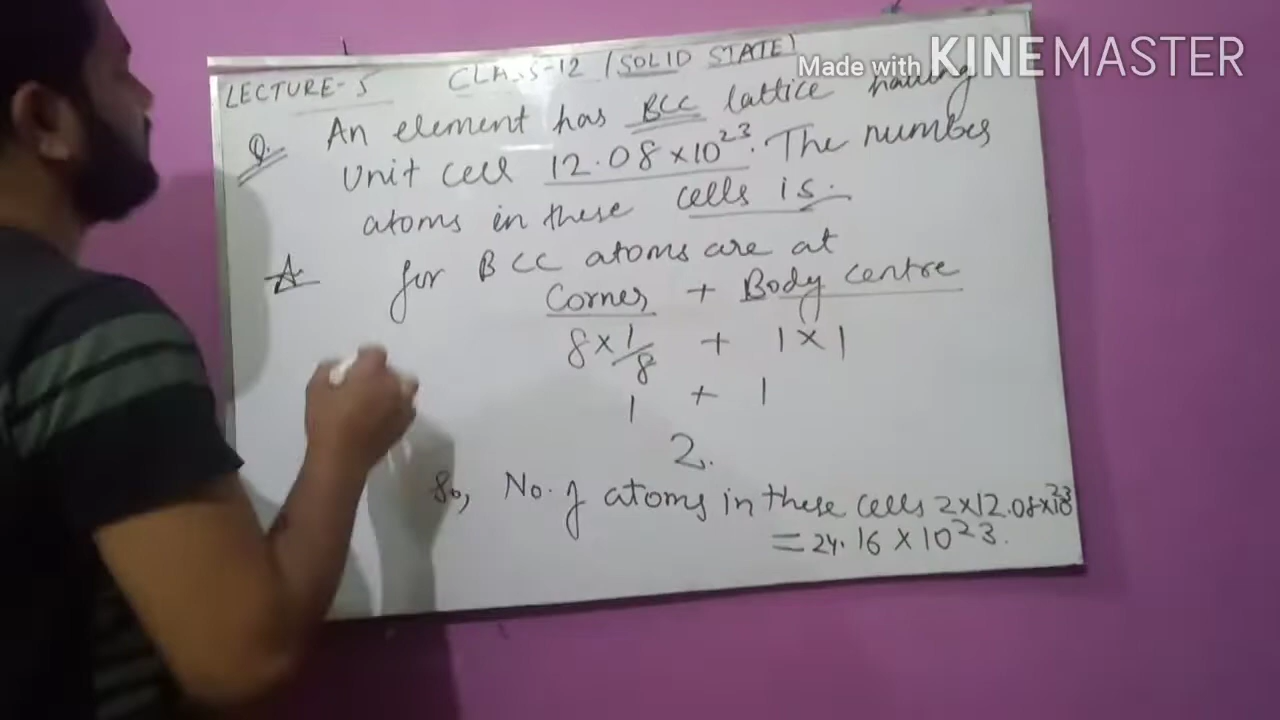 Made with KINEMASTER
LECTURE-5 CLASS-12 (SOLID STATE)
Q. An element has BCC lattice having
Unit cell 12.08×10²³. The number
atoms in these cells is.
A for BCC atoms are at
Corner + Body centre
8×1/8 + 1×1
1 + 1
2.
So, No. of atoms in these cells 2×12.08×10²³
= 24.16×10²³.